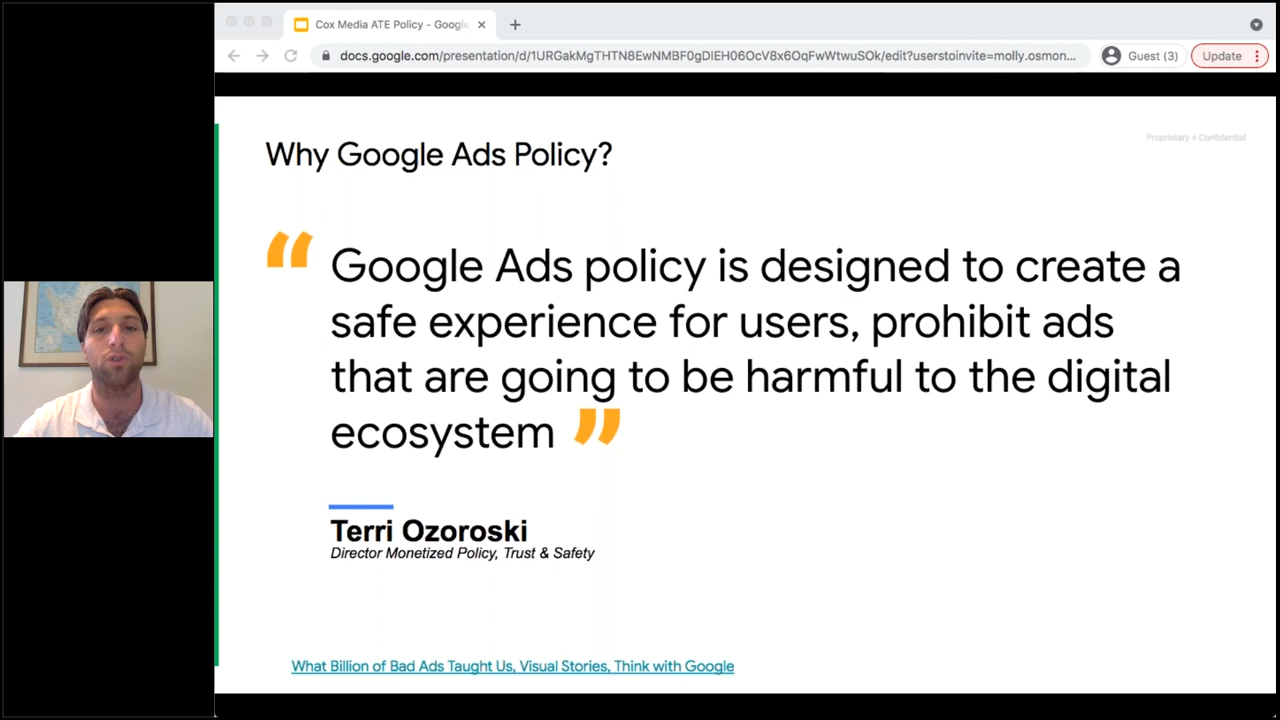 Cox Media ATE Policy - Google
docs.google.com/presentation/d/1URGakMgTHTN8EwNMBF0gDlEH06OcV8x6OqFwWtwuSOk/edit?userstoinvite=molly.osmon...
Guest (3)
Update
Proprietary + Confidential
Why Google Ads Policy?
“ Google Ads policy is designed to create a
safe experience for users, prohibit ads
that are going to be harmful to the digital
ecosystem ”
Terri Ozoroski
Director Monetized Policy, Trust & Safety
What Billion of Bad Ads Taught Us, Visual Stories, Think with Google